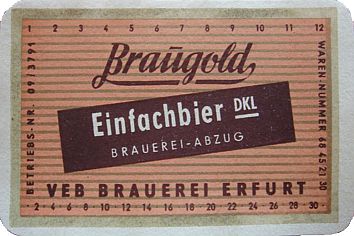 1 2 3 4 5 6 7 8 9 10 11 12
Braugold
Einfachbier DKL
BRAUEREI-ABZUG
VEB BRAUEREI ERFURT
2 · 4 · 6 · 8 · 10 · 12 · 14 · 16 · 18 · 20 · 22 · 24 · 26 · 28 · 30 ·
BETRIEBS-NR. 09/3791
WAREN-NUMMER 68 45 21 30